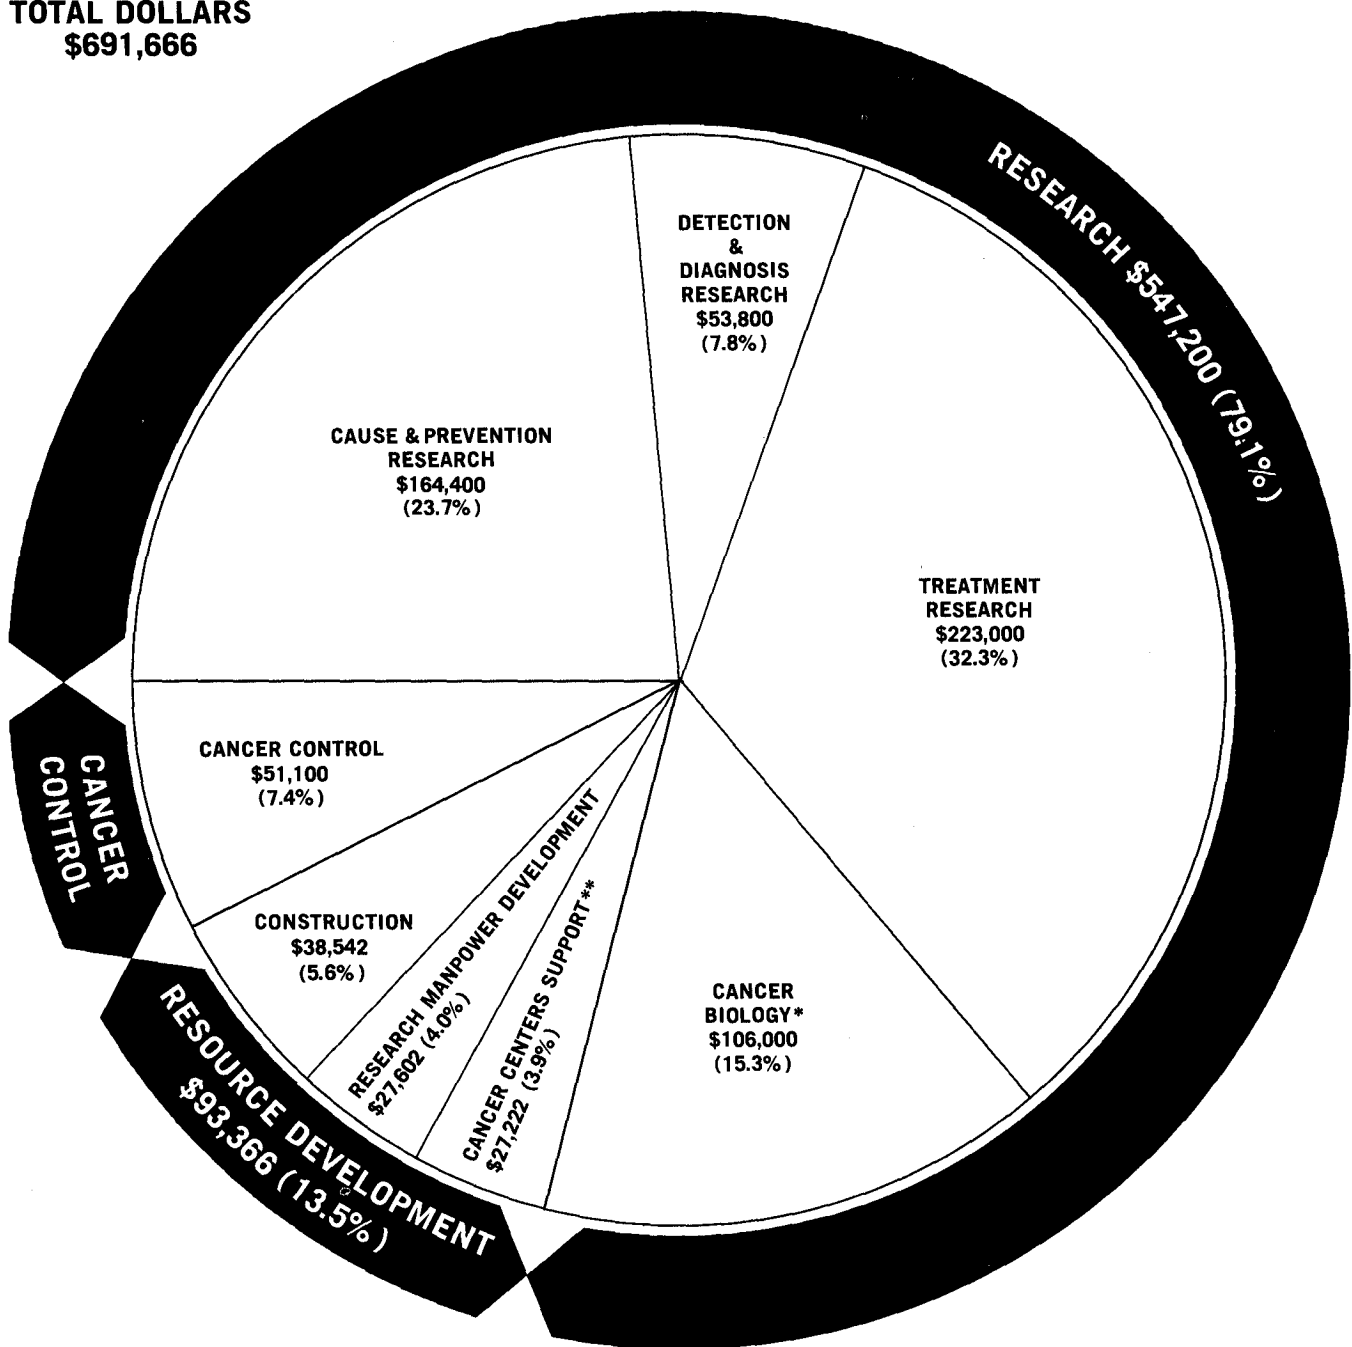 TOTAL DOLLARS
$691,666
RESEARCH $547,200 (79.1%)
DETECTION
&
DIAGNOSIS
RESEARCH
$53,800
(7.8%)
CAUSE & PREVENTION
RESEARCH
$164,400
(23.7%)
TREATMENT
RESEARCH
$223,000
(32.3%)
CANCER CONTROL
$51,100
(7.4%)
CANCER
CONTROL
CONSTRUCTION
$38,542
(5.6%)
RESEARCH MANPOWER DEVELOPMENT
$27,602 (4.0%)
CANCER CENTERS SUPPORT**
$27,222 (3.9%)
CANCER
BIOLOGY*
$106,000
(15.3%)
RESOURCE DEVELOPMENT
$93,366 (13.5%)